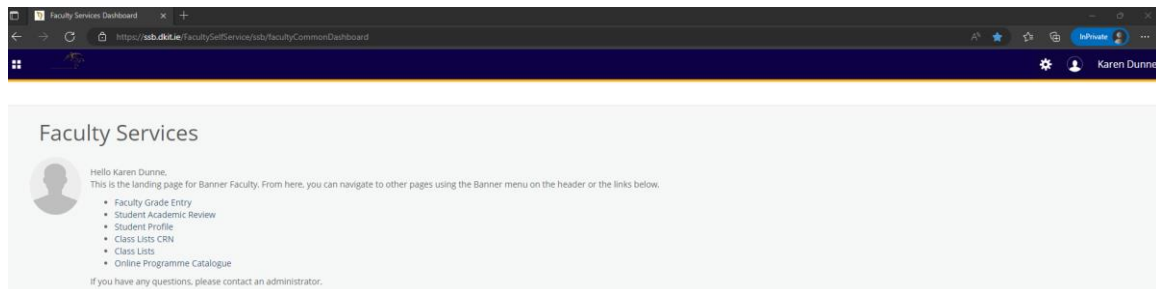 Faculty Services Dashboard
https://ssb.dkit.ie/FacultySelfService/ssb/facultyCommonDashboard
InPrivate
Karen Dunne
Faculty Services
Hello Karen Dunne,
This is the landing page for Banner Faculty. From here, you can navigate to other pages using the Banner menu on the header or the links below.
Faculty Grade Entry
Student Academic Review
Student Profile
Class Lists CRN
Class Lists
Online Programme Catalogue
If you have any questions, please contact an administrator.